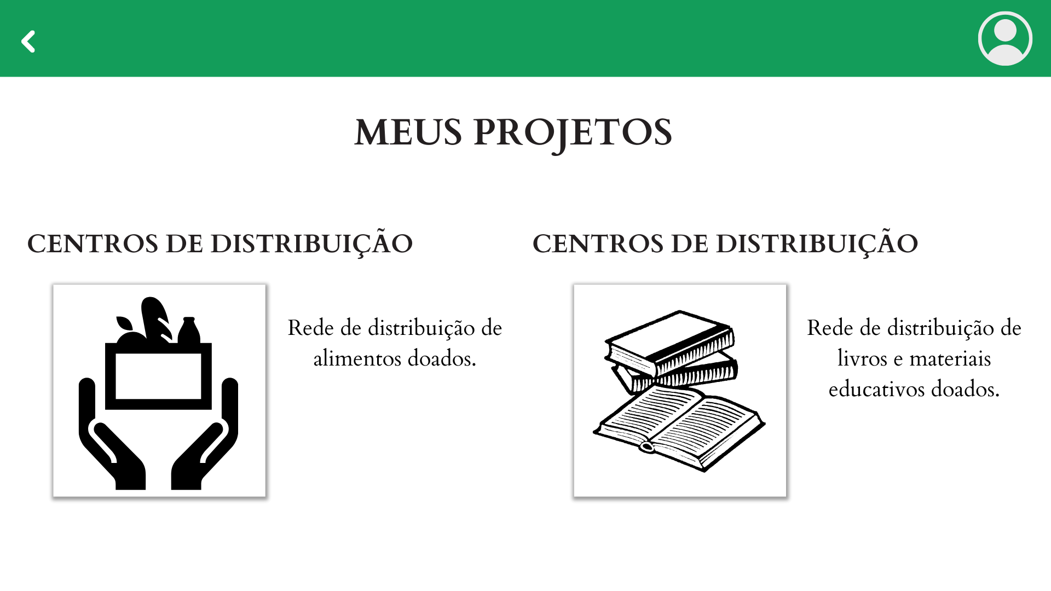 MEUS PROJETOS
CENTROS DE DISTRIBUIÇÃO
Rede de distribuição de
alimentos doados.
CENTROS DE DISTRIBUIÇÃO
Rede de distribuição de
livros e materiais
educativos doados.